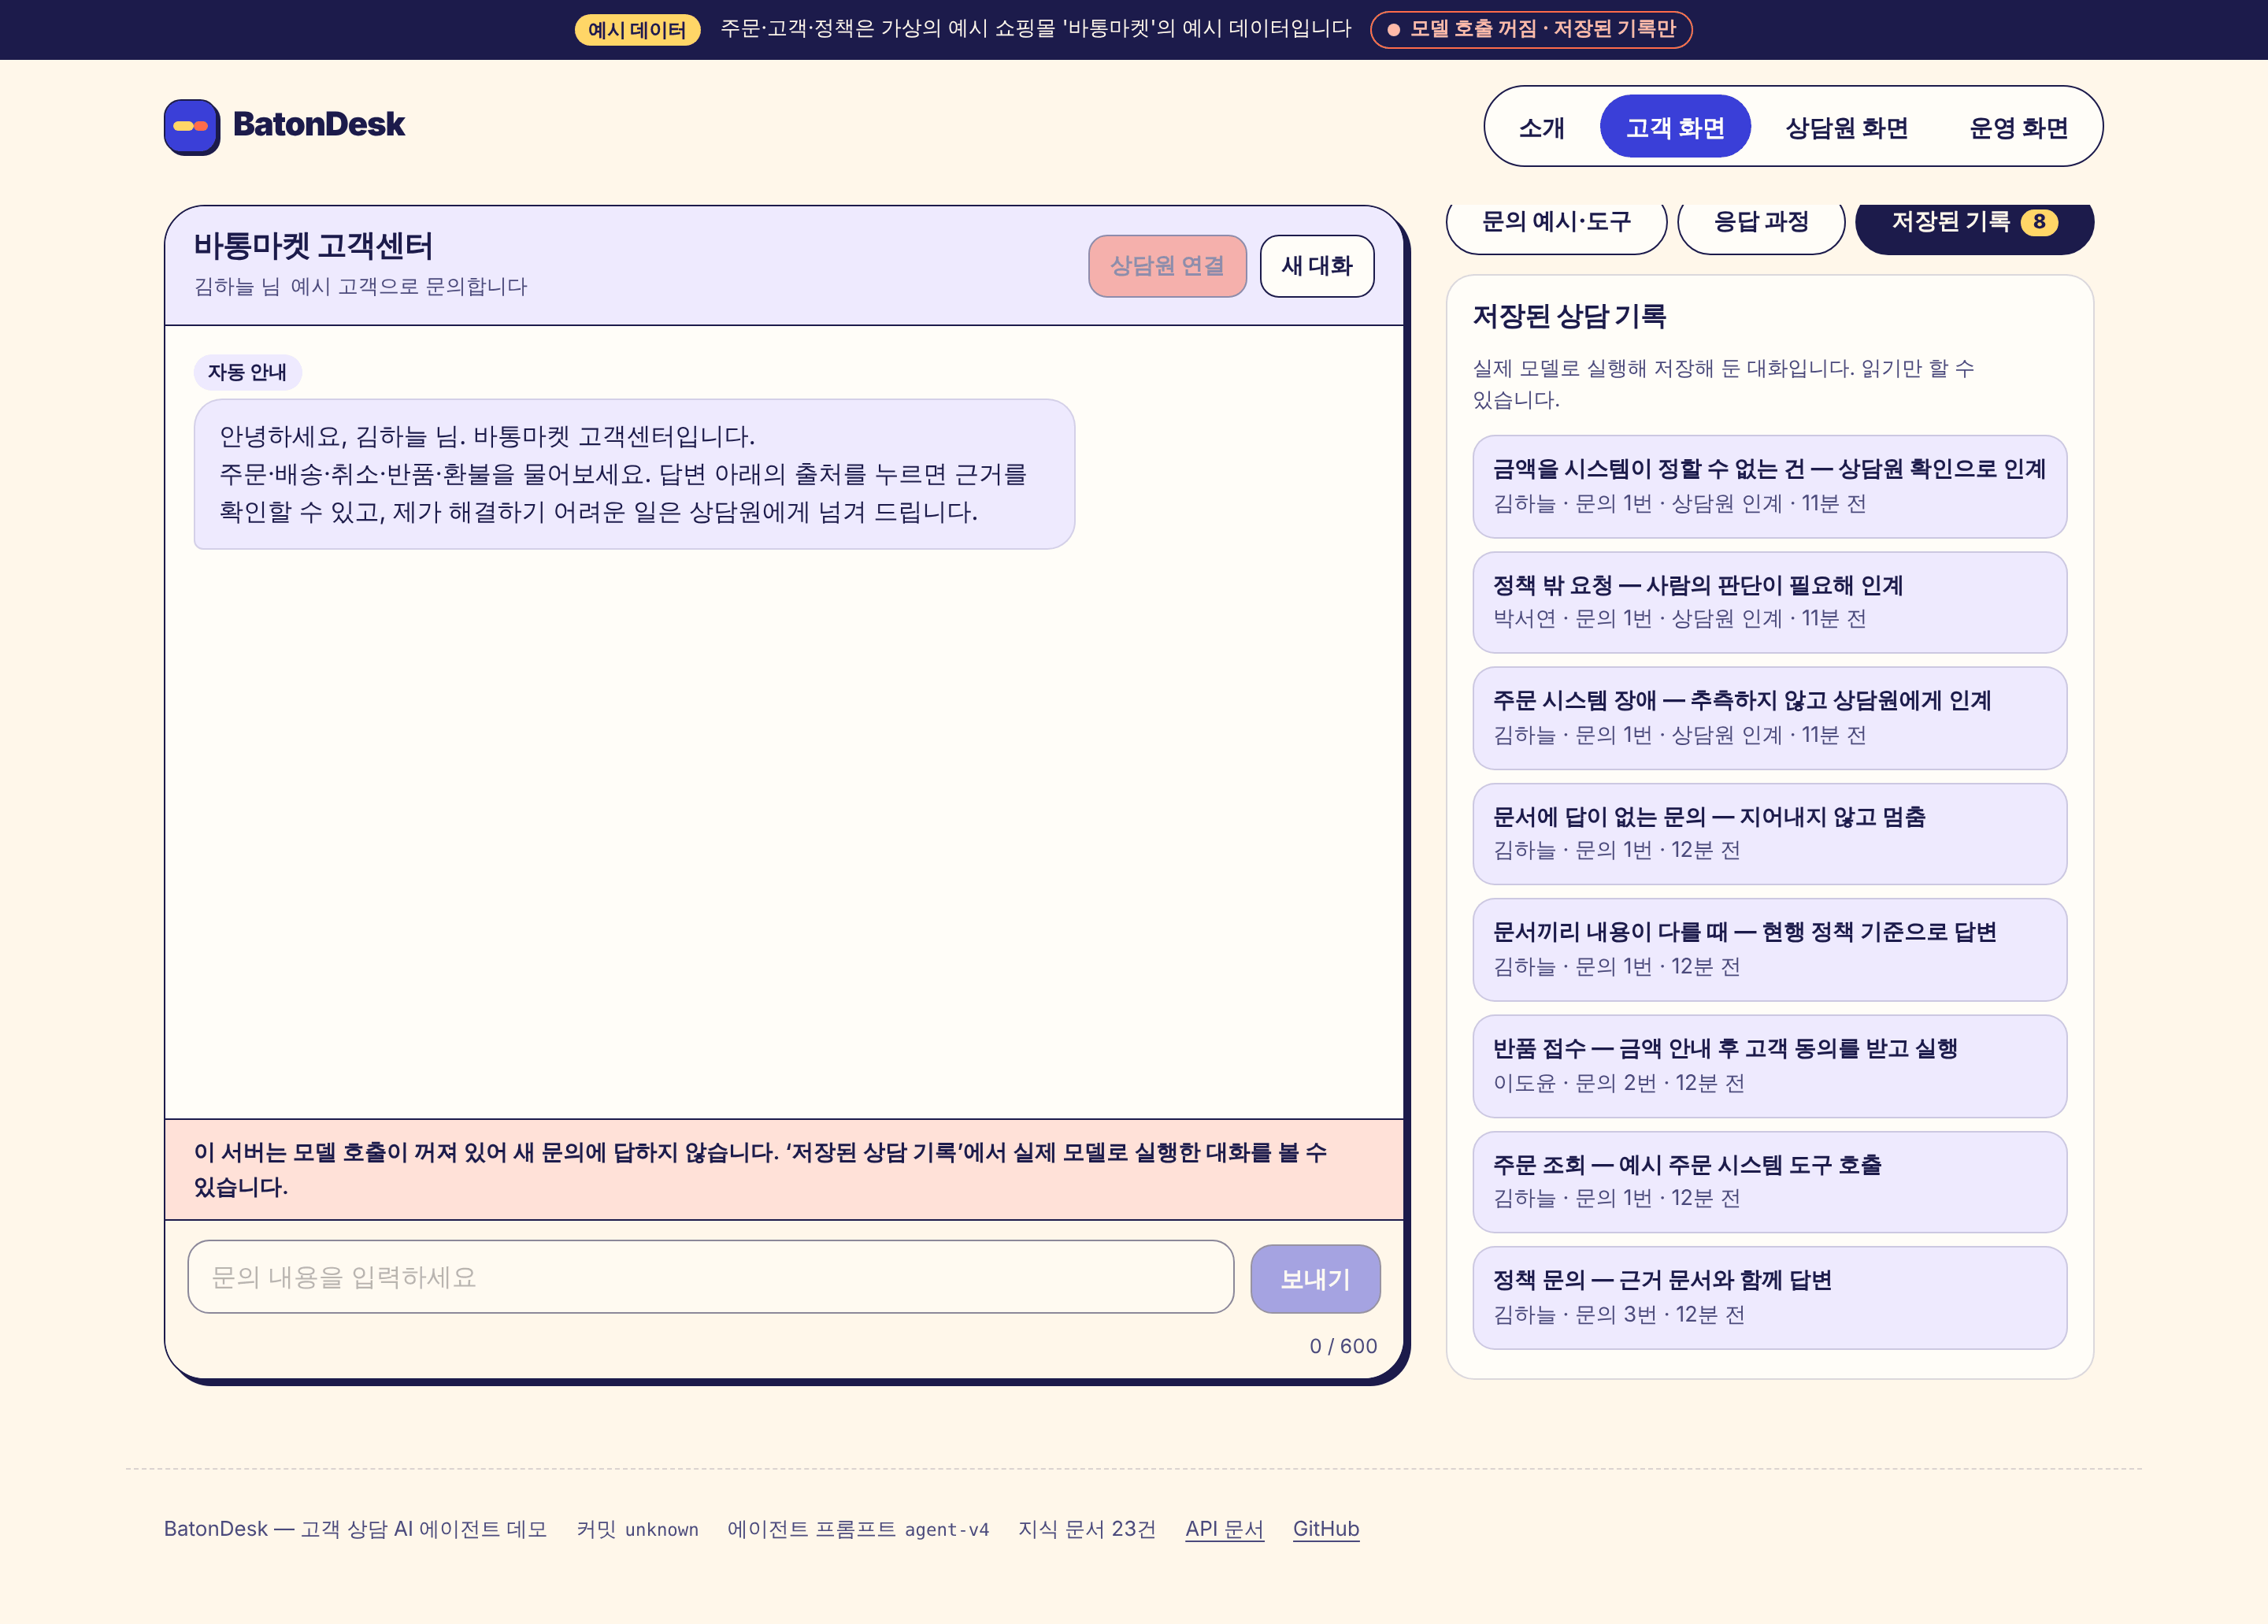 예시 데이터 주문·고객·정책은 가상의 예시 쇼핑몰 '바통마켓'의 예시 데이터입니다 모델 호출 꺼짐 · 저장된 기록만
BatonDesk
소개 고객 화면 상담원 화면 운영 화면
바통마켓 고객센터
김하늘 님 예시 고객으로 문의합니다
상담원 연결 새 대화
자동 안내
안녕하세요, 김하늘 님. 바통마켓 고객센터입니다.
주문·배송·취소·반품·환불을 물어보세요. 답변 아래의 출처를 누르면 근거를
확인할 수 있고, 제가 해결하기 어려운 일은 상담원에게 넘겨 드립니다.
이 서버는 모델 호출이 꺼져 있어 새 문의에 답하지 않습니다. ‘저장된 상담 기록’에서 실제 모델로 실행한 대화를 볼 수
있습니다.
문의 내용을 입력하세요
보내기
0 / 600
문의 예시·도구 응답 과정 저장된 기록 8
저장된 상담 기록
실제 모델로 실행해 저장해 둔 대화입니다. 읽기만 할 수
있습니다.
금액을 시스템이 정할 수 없는 건 — 상담원 확인으로 인계
김하늘 · 문의 1번 · 상담원 인계 · 11분 전
정책 밖 요청 — 사람의 판단이 필요해 인계
박서연 · 문의 1번 · 상담원 인계 · 11분 전
주문 시스템 장애 — 추측하지 않고 상담원에게 인계
김하늘 · 문의 1번 · 상담원 인계 · 11분 전
문서에 답이 없는 문의 — 지어내지 않고 멈춤
김하늘 · 문의 1번 · 12분 전
문서끼리 내용이 다를 때 — 현행 정책 기준으로 답변
김하늘 · 문의 1번 · 12분 전
반품 접수 — 금액 안내 후 고객 동의를 받고 실행
이도윤 · 문의 2번 · 12분 전
주문 조회 — 예시 주문 시스템 도구 호출
김하늘 · 문의 1번 · 12분 전
정책 문의 — 근거 문서와 함께 답변
김하늘 · 문의 3번 · 12분 전
BatonDesk — 고객 상담 AI 에이전트 데모 커밋 unknown 에이전트 프롬프트 agent-v4 지식 문서 23건 API 문서 GitHub